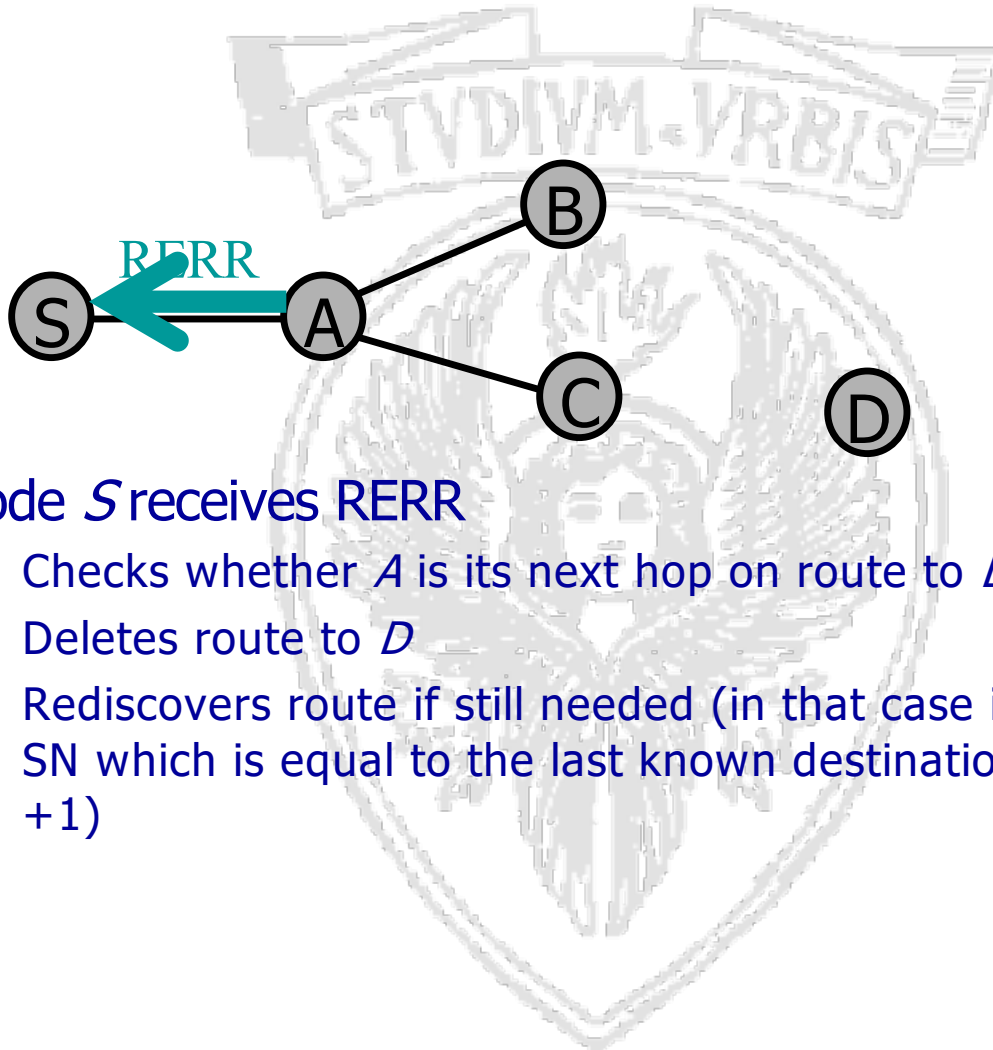 STVDIVM·VRBIS
B
RERR
S
A
C
D
ode S receives RERR
Checks whether A is its next hop on route to
Deletes route to D
Rediscovers route if still needed (in that case
SN which is equal to the last known destinatio
+1)